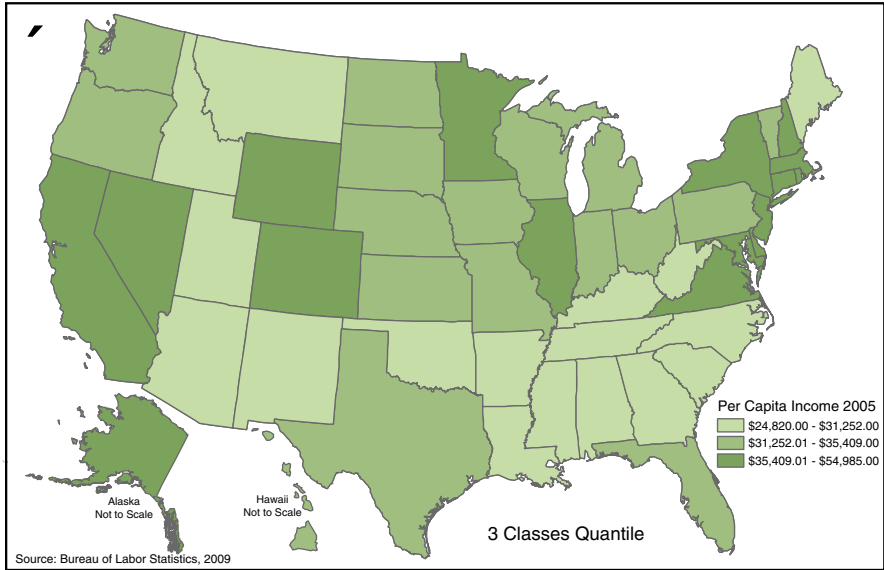 Per Capita Income 2005
$24,820.00 - $31,252.00
$31,252.01 - $35,409.00
$35,409.01 - $54,985.00
Alaska
Not to Scale
Hawaii
Not to Scale
3 Classes Quantile
Source: Bureau of Labor Statistics, 2009